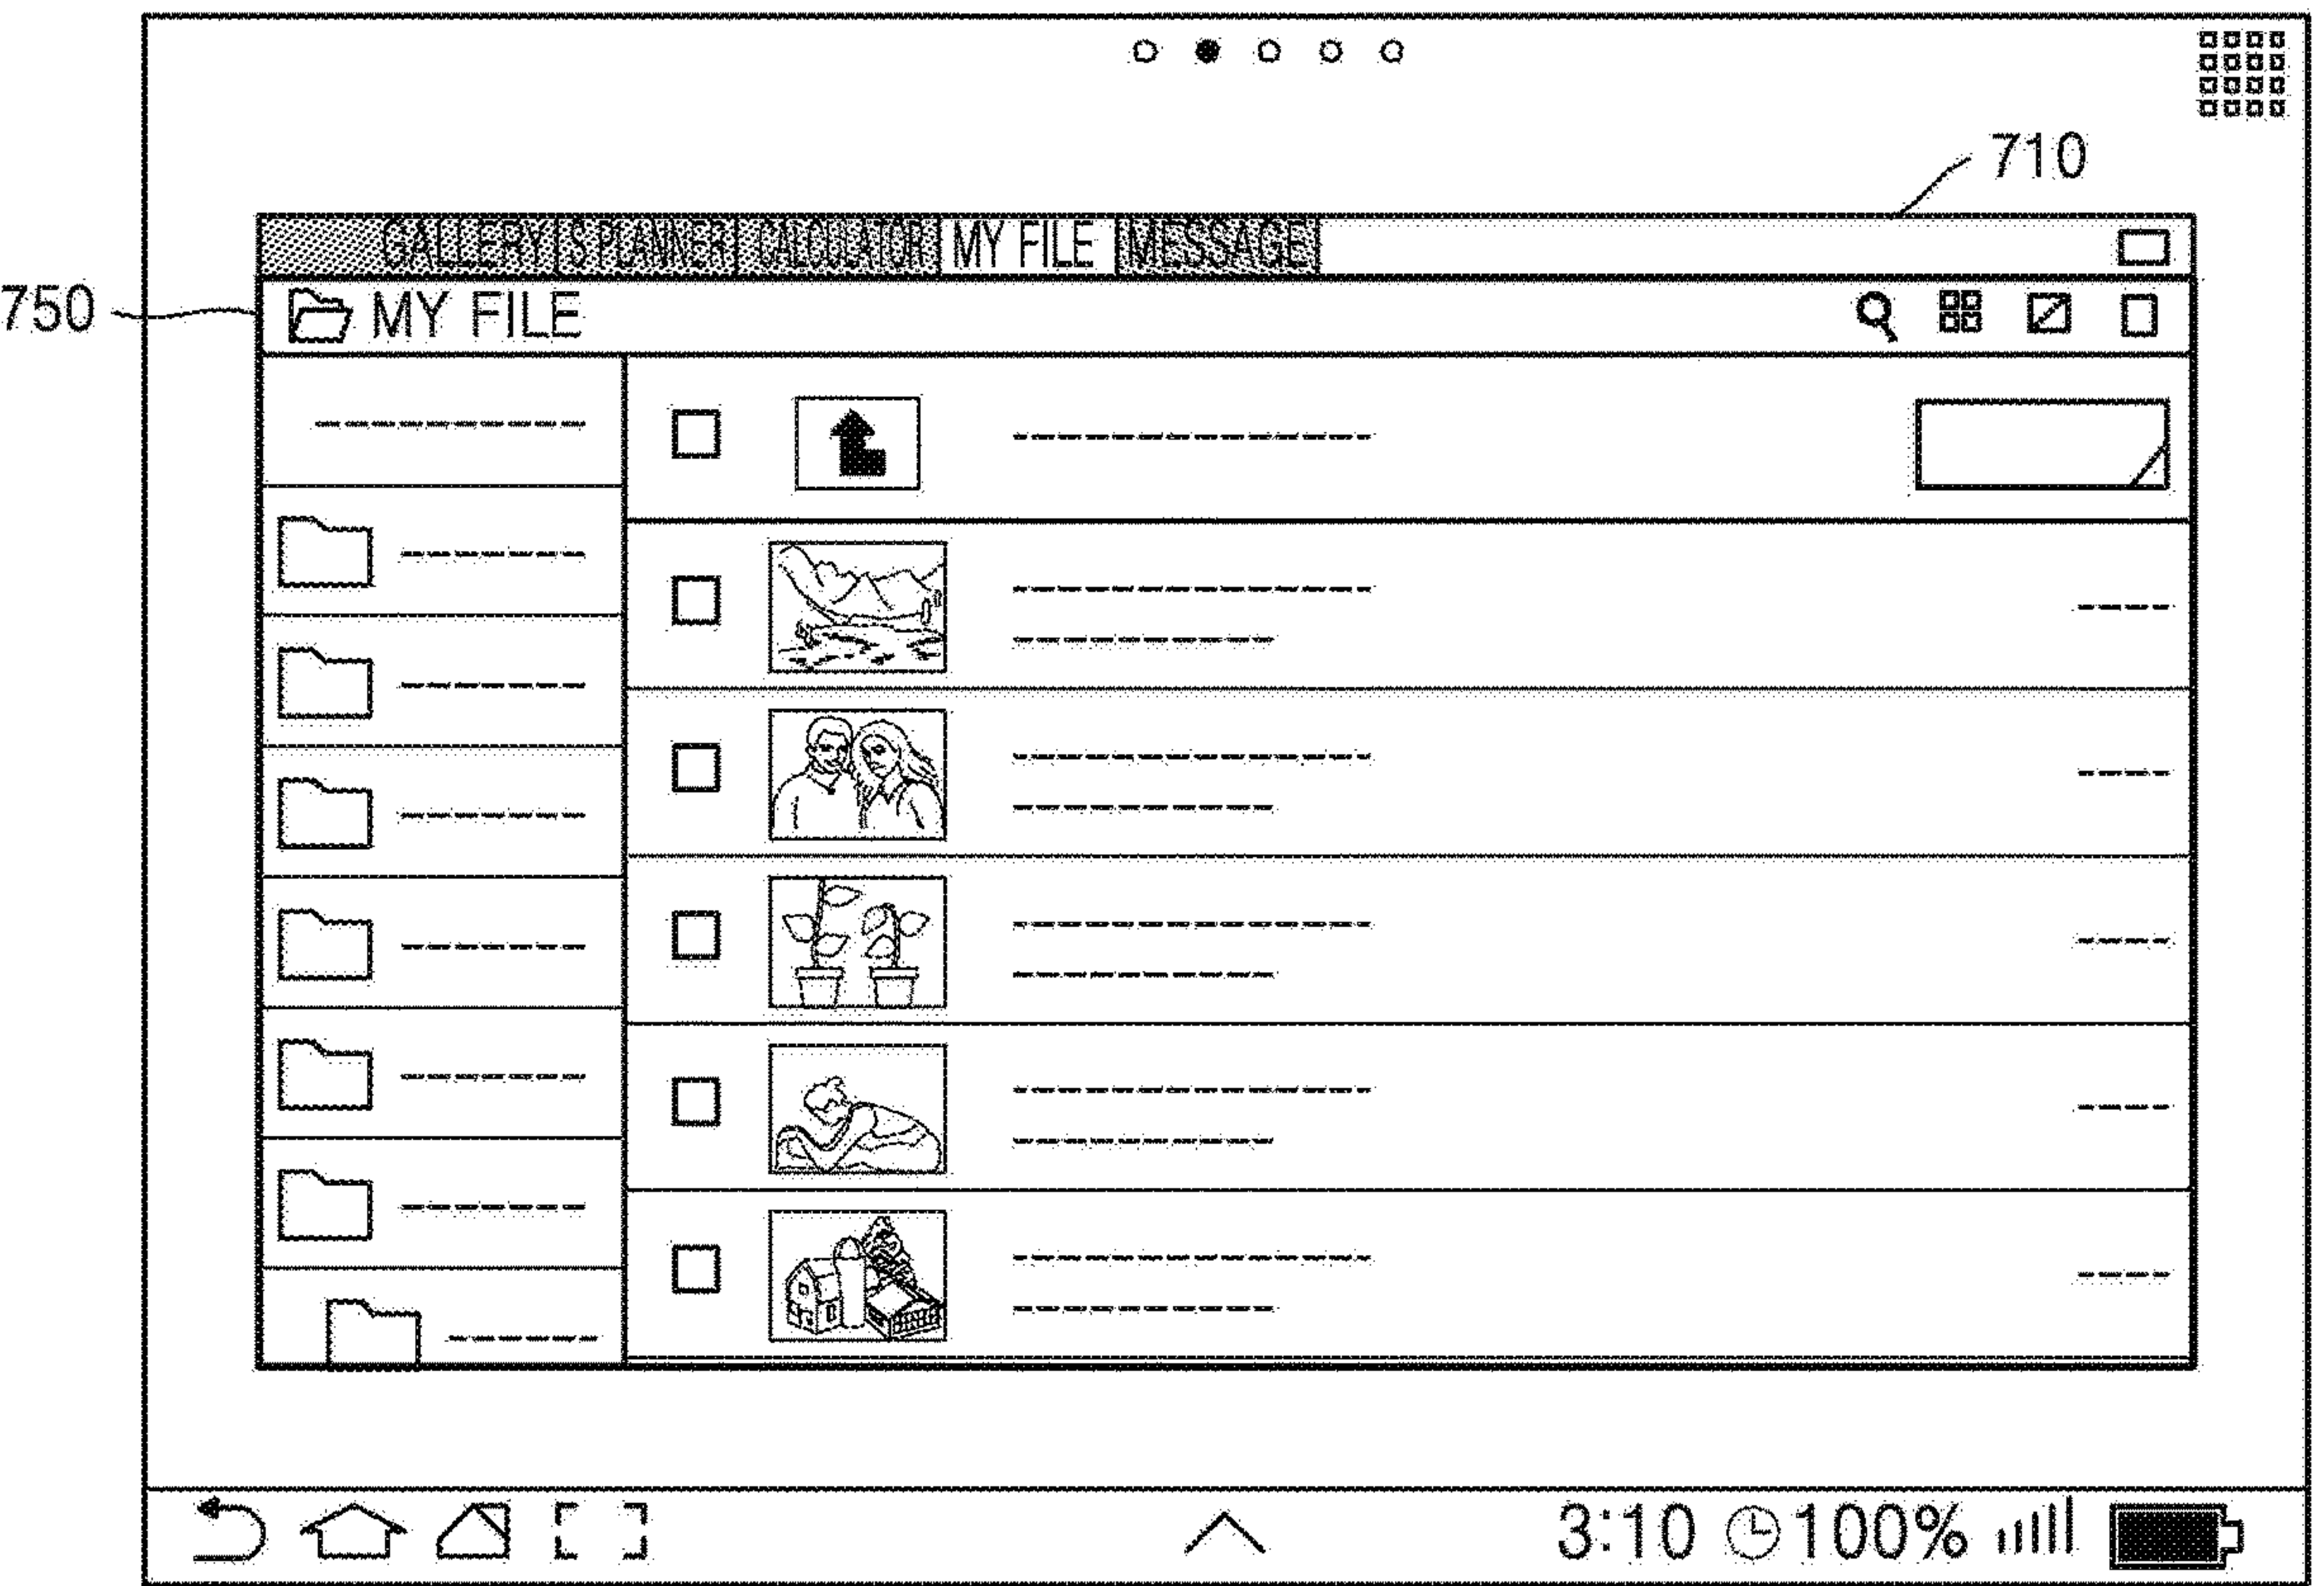 710
GALLERY S PLANNER CALCULATOR MY FILE MESSAGE
750
MY FILE
3:10 100%